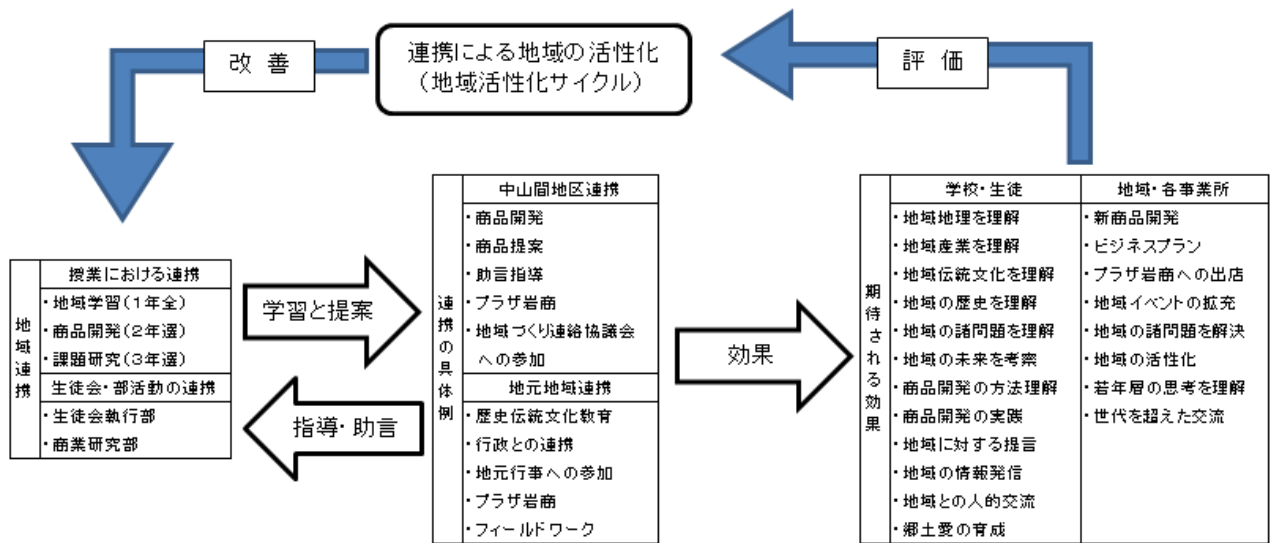 改善
連携による地域の活性化
(地域活性化サイクル)
評価
地域連携
授業における連携
・地域学習(1年全)
・商品開発(2年選)
・課題研究(3年選)
生徒会・部活動の連携
・生徒会執行部
・商業研究部
学習と提案
指導・助言
連携の具体例
中山間地区連携
・商品開発
・商品提案
・助言指導
・プラザ岩商
・地域づくり連絡協議会
への参加
地元地域連携
・歴史伝統文化教育
・行政との連携
・地元行事への参加
・プラザ岩商
・フィールドワーク
効果
期待される効果
学校・生徒
・地域地理を理解
・地域産業を理解
・地域伝統文化を理解
・地域の歴史を理解
・地域の諸問題を理解
・地域の未来を考察
・商品開発の方法理解
・商品開発の実践
・地域に対する提言
・地域の情報発信
・地域との人的交流
・郷土愛の育成
地域・各事業所
・新商品開発
・ビジネスプラン
・プラザ岩商への出店
・地域イベントの拡充
・地域の諸問題を解決
・地域の活性化
・若年層の思考を理解
・世代を超えた交流